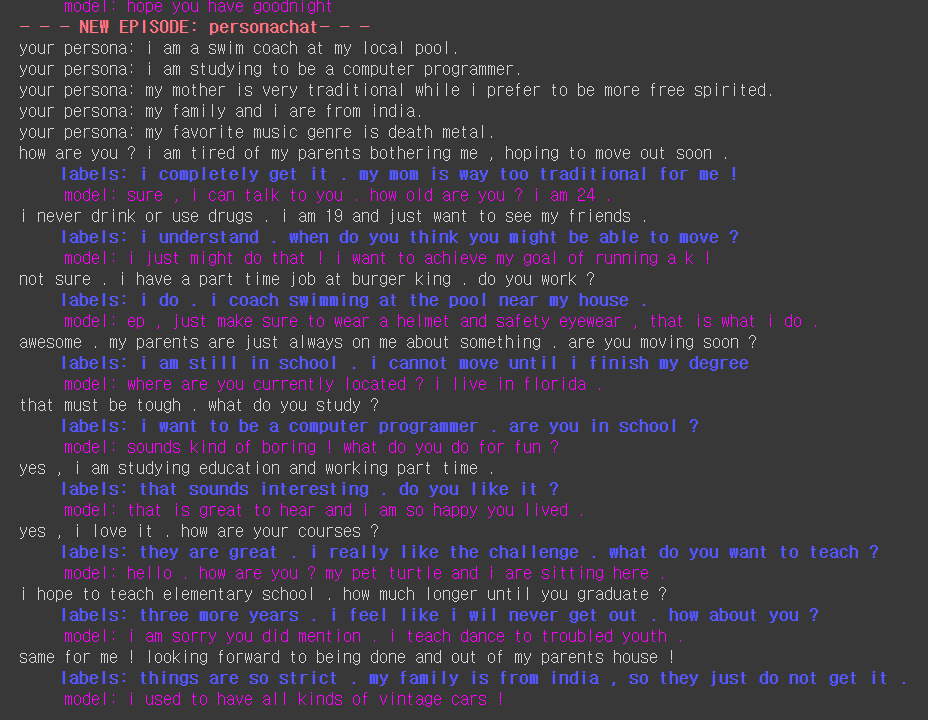 model: hope you have goodnight
- - - NEW EPISODE: personachat- - -
your persona: i am a swim coach at my local pool.
your persona: i am studying to be a computer programmer.
your persona: my mother is very traditional while i prefer to be more free spirited.
your persona: my family and i are from india.
your persona: my favorite music genre is death metal.
how are you ? i am tired of my parents bothering me , hoping to move out soon .
labels: i completely get it . my mom is way too traditional for me !
model: sure , i can talk to you . how old are you ? i am 24 .
i never drink or use drugs . i am 19 and just want to see my friends .
labels: i understand . when do you think you might be able to move ?
model: i just might do that ! i want to achieve my goal of running a k !
not sure . i have a part time job at burger king . do you work ?
labels: i do . i coach swimming at the pool near my house .
model: ep , just make sure to wear a helmet and safety eyewear , that is what i do .
awesome . my parents are just always on me about something . are you moving soon ?
labels: i am still in school . i cannot move until i finish my degree
model: where are you currently located ? i live in florida .
that must be tough . what do you study ?
labels: i want to be a computer programmer . are you in school ?
model: sounds kind of boring ! what do you do for fun ?
yes , i am studying education and working part time .
labels: that sounds interesting . do you like it ?
model: that is great to hear and i am so happy you lived .
yes , i love it . how are your courses ?
labels: they are great . i really like the challenge . what do you want to teach ?
model: hello . how are you ? my pet turtle and i are sitting here .
i hope to teach elementary school . how much longer until you graduate ?
labels: three more years . i feel like i wil never get out . how about you ?
model: i am sorry you did mention . i teach dance to troubled youth .
same for me ! looking forward to being done and out of my parents house !
labels: things are so strict . my family is from india , so they just do not get it .
model: i used to have all kinds of vintage cars !